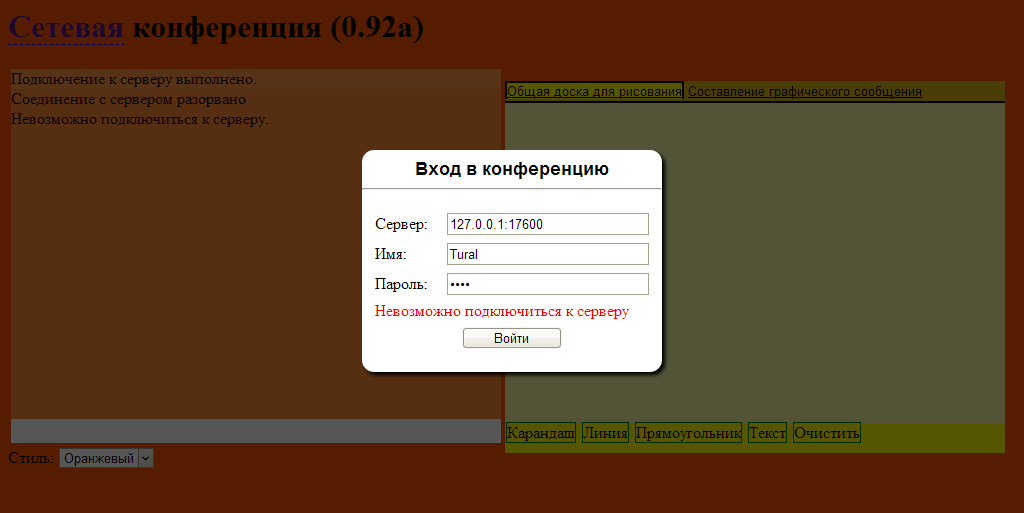 Сетевая конференция (0.92a)
Подключение к серверу выполнено.
Соединение с сервером разорвано
Невозможно подключиться к серверу.
Общая доска для рисования Составление графического сообщения
Вход в конференцию
Сервер: 127.0.0.1:17600
Имя: Tural
Пароль: ••••
Невозможно подключиться к серверу
Войти
Карандаш Линия Прямоугольник Текст Очистить
Стиль: Оранжевый